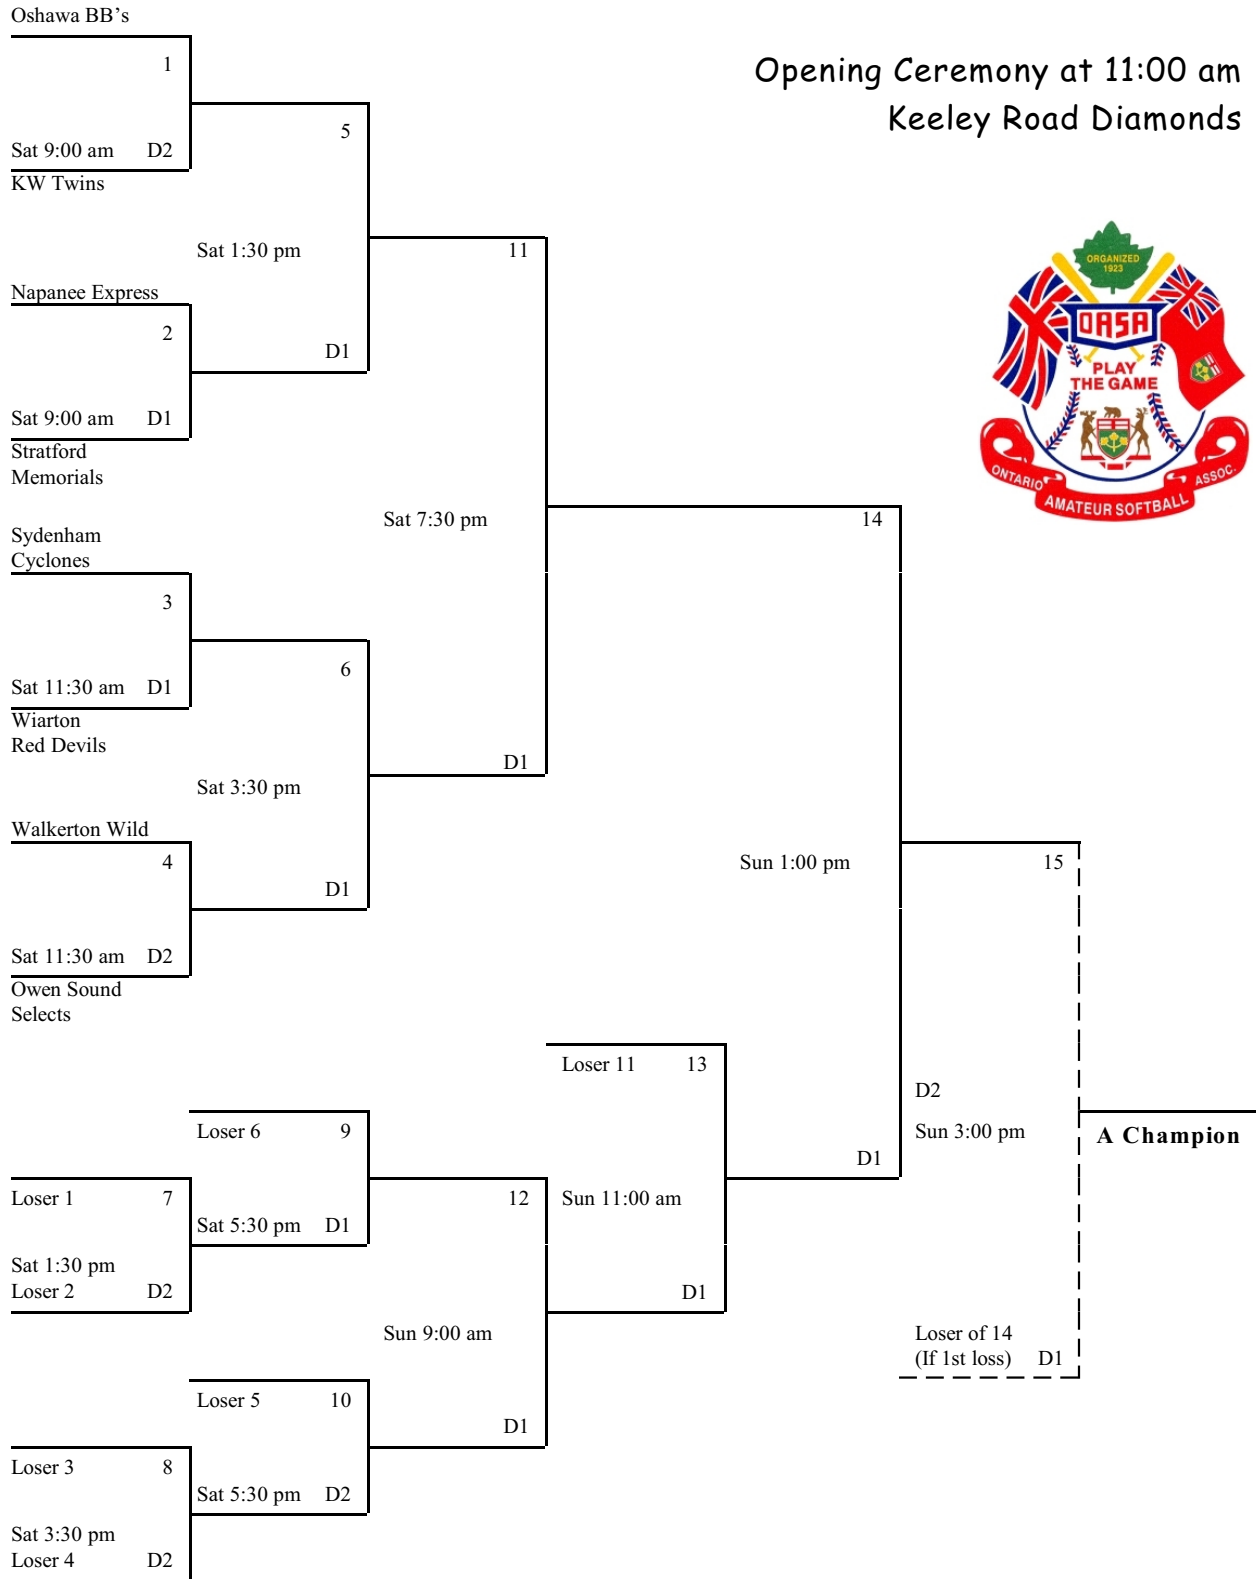 Oshawa BB's
1
Sat 9:00 am D2
KW Twins
Opening Ceremony at 11:00 am
Keeley Road Diamonds
5
Sat 1:30 pm
D1
Napanee Express
2
Sat 9:00 am D1
Stratford
Memorials
11
Sat 7:30 pm
D1
ORGANIZED
1923
OASA
PLAY
THE GAME
ONTARIO
AMATEUR SOFTBALL
ASSOC.
Sydenham
Cyclones
3
Sat 11:30 am D1
Wiarton
Red Devils
6
Sat 3:30 pm
D1
Walkerton Wild
4
Sat 11:30 am D2
Owen Sound
Selects
14
Sun 1:00 pm
D1
15
D2
Sun 3:00 pm
A Champion
Loser of 14
(If 1st loss) D1
Loser 11 13
Sun 11:00 am
D1
Loser 6 9
Sat 5:30 pm D1
Loser 1 7
Sat 1:30 pm
Loser 2 D2
12
Sun 9:00 am
D1
Loser 5 10
Sat 5:30 pm D2
Loser 3 8
Sat 3:30 pm
Loser 4 D2